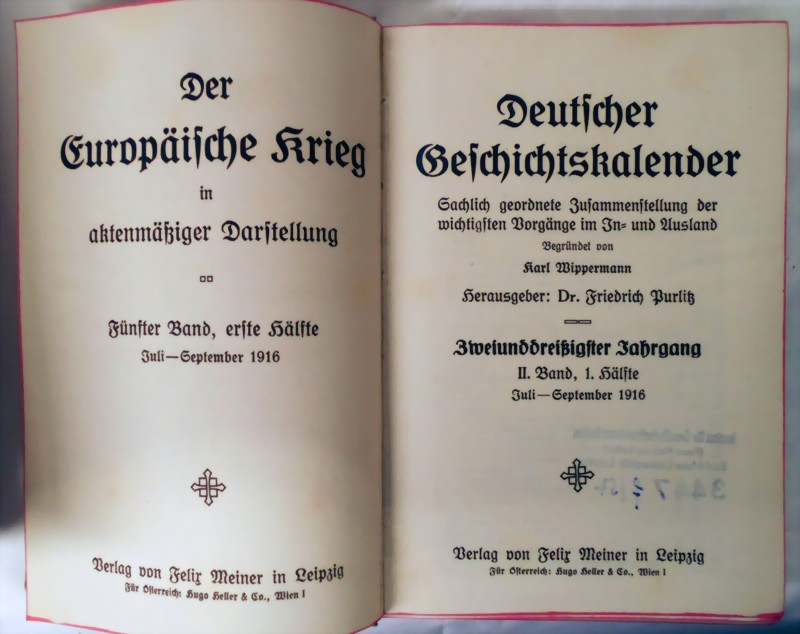 Der
Europäische Krieg
in
aktenmäßiger Darstellung
Fünfter Band, erste Hälfte
Juli—September 1916
Verlag von Felix Meiner in Leipzig
Für Österreich: Hugo Heller & Co., Wien I
Deutscher
Geschichtskalender
Sachlich geordnete Zusammenstellung der
wichtigsten Vorgänge im In- und Ausland
Begründet von
Karl Wippermann
Herausgeber: Dr. Friedrich Purlitz
Zweiunddreißigster Jahrgang
II. Band, 1. Hälfte
Juli—September 1916
Verlag von Felix Meiner in Leipzig
Für Österreich: Hugo Heller & Co., Wien I